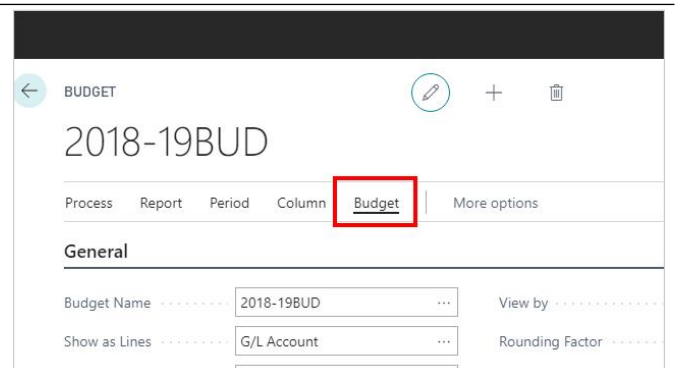 BUDGET
2018-19BUD
Process Report Period Column Budget More options
General
Budget Name 2018-19BUD ... View by
Show as Lines G/L Account ... Rounding Factor